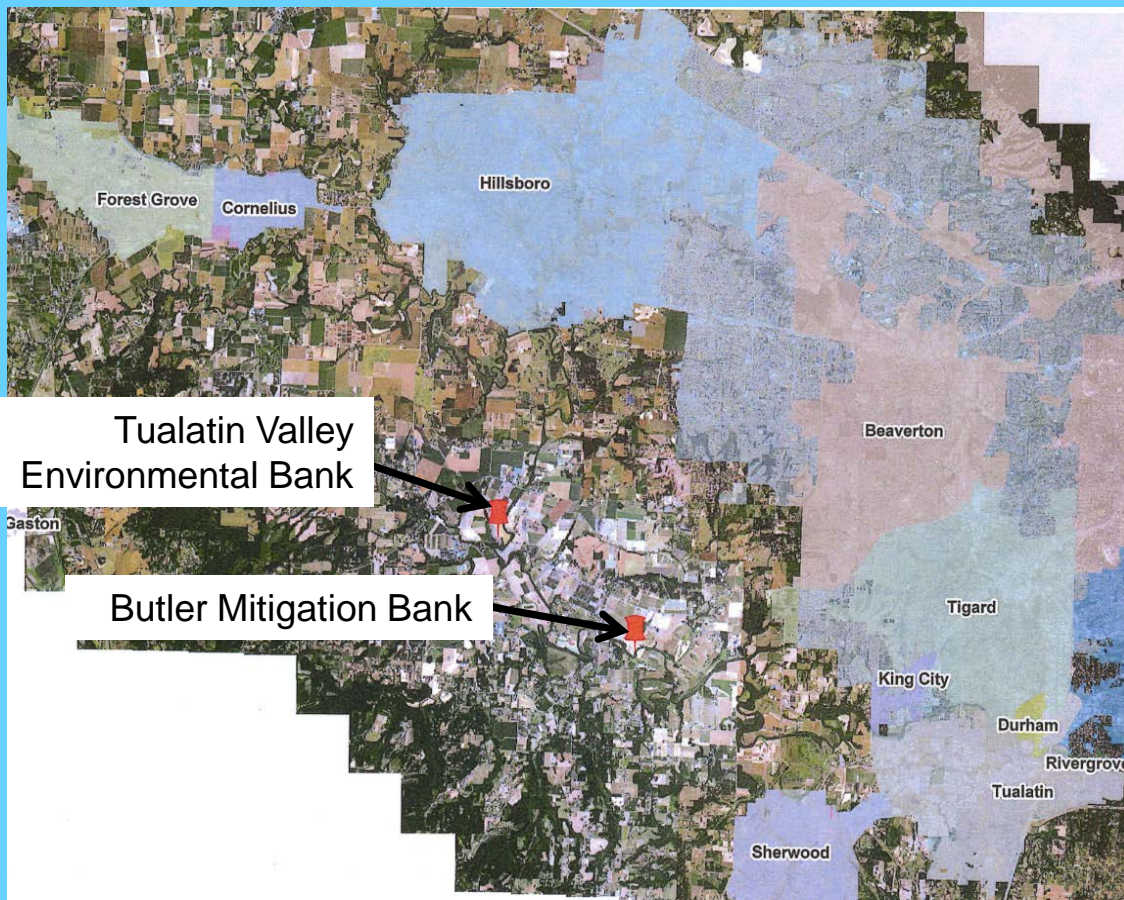 Hillsboro
Forest Grove
Cornelius
Tualatin Valley
Environmental Bank
Beaverton
Gaston
Butler Mitigation Bank
Tigard
King City
Durham
Rivergrove
Tualatin
Sherwood